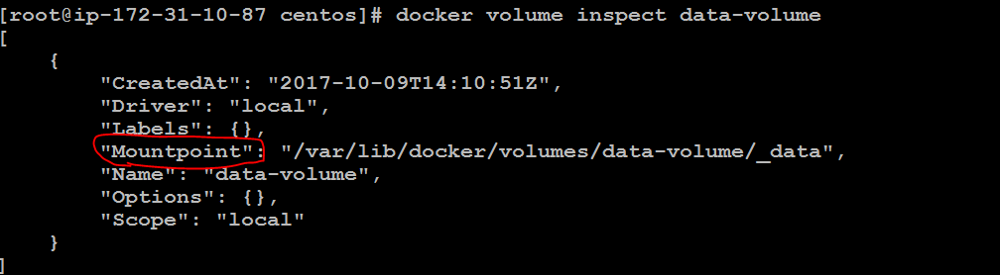 [root@ip-172-31-10-87 centos]# docker volume inspect data-volume
[
    {
        "CreatedAt": "2017-10-09T14:10:51Z",
        "Driver": "local",
        "Labels": {},
        "Mountpoint": "/var/lib/docker/volumes/data-volume/_data",
        "Name": "data-volume",
        "Options": {},
        "Scope": "local"
    }
]